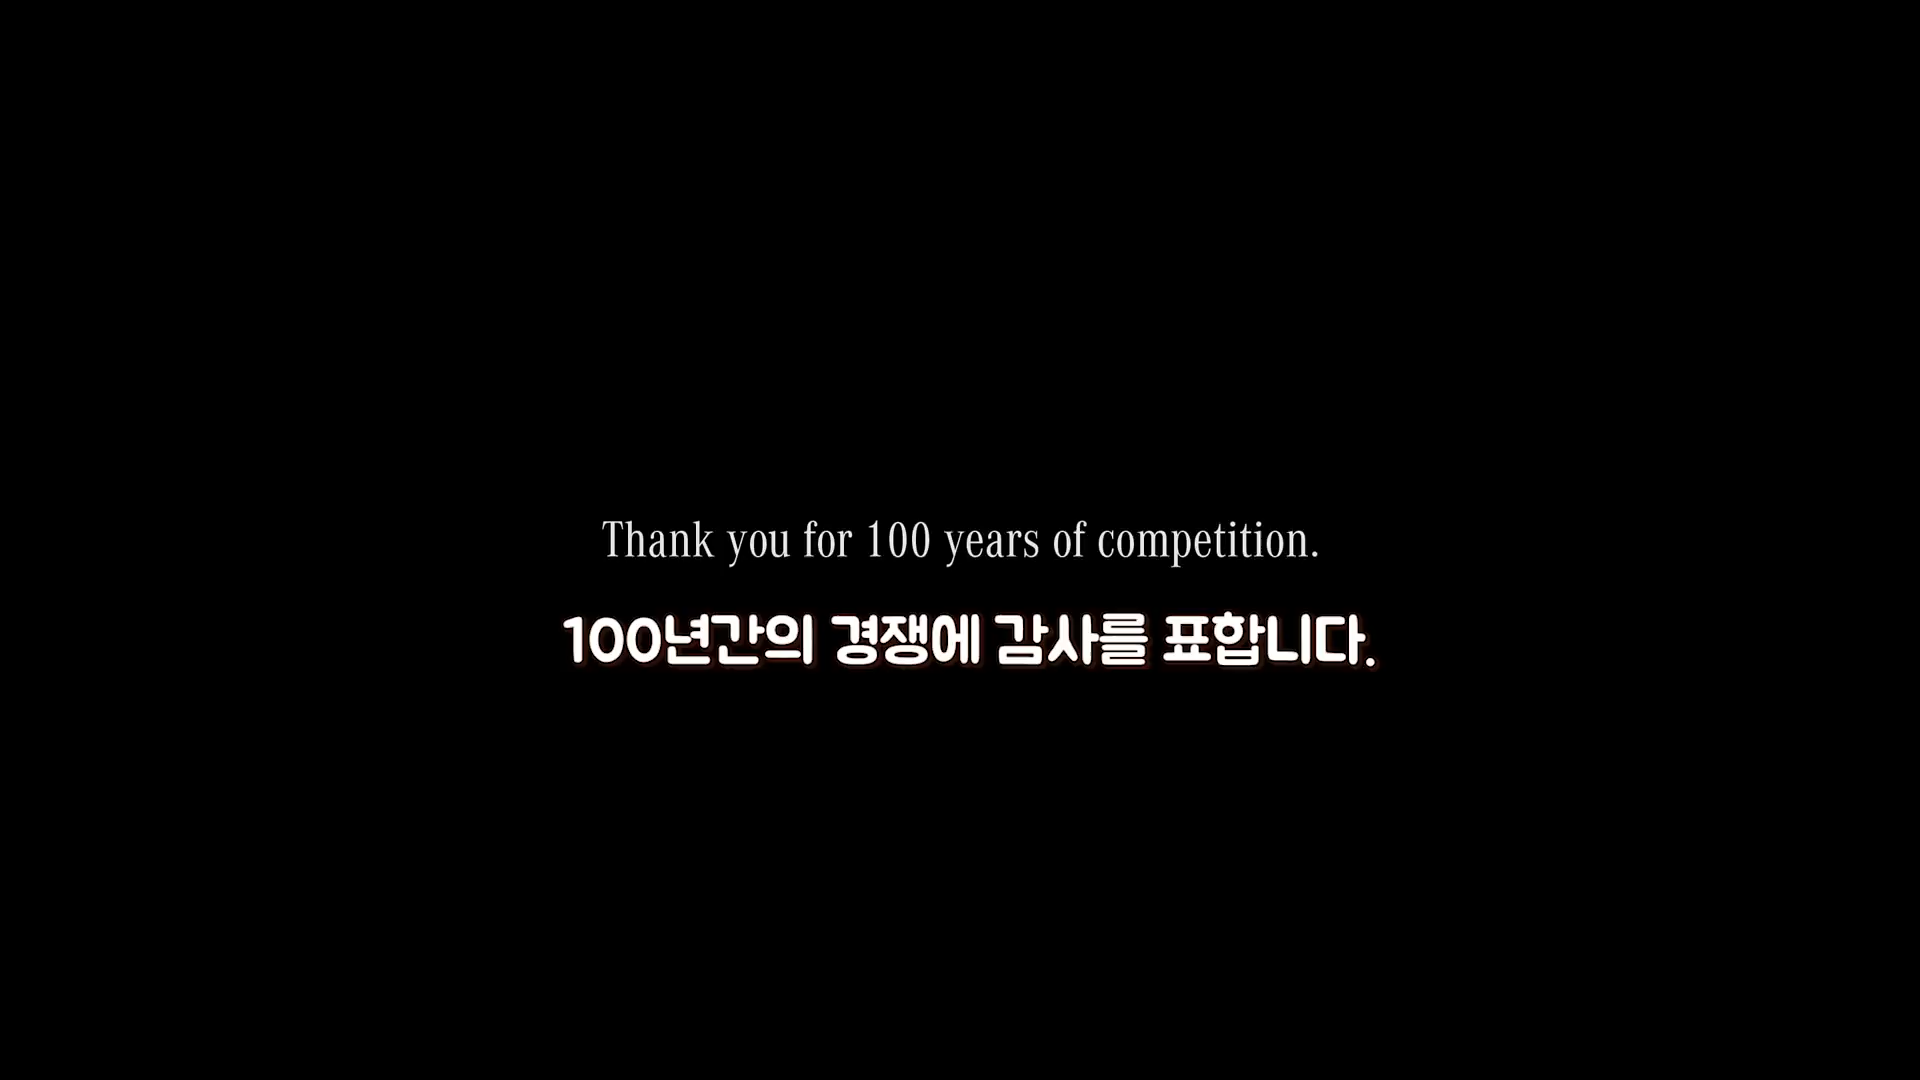 Thank you for 100 years of competition.
100년간의 경쟁에 감사를 표합니다.